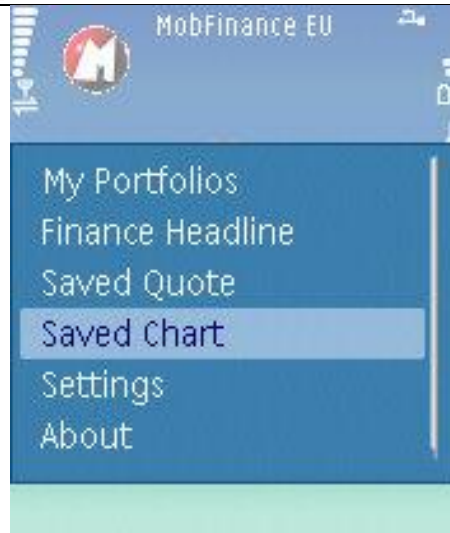 MobFinance EU
My Portfolios
Finance Headline
Saved Quote
Saved Chart
Settings
About